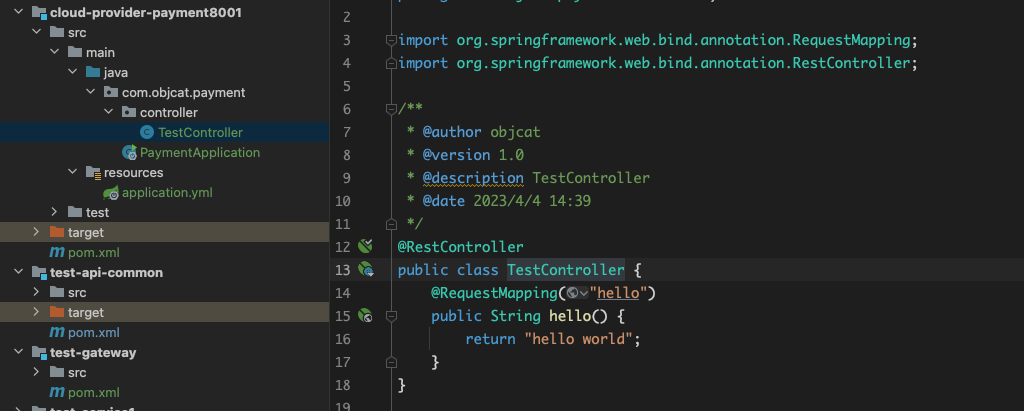 cloud-provider-payment8001
src
main
java
com.objcat.payment
controller
TestController
PaymentApplication
resources
application.yml
test
target
pom.xml
test-api-common
src
target
pom.xml
test-gateway
src
pom.xml
2
3 import org.springframework.web.bind.annotation.RequestMapping;
4 import org.springframework.web.bind.annotation.RestController;
5
6 /**
7 * @author objcat
8 * @version 1.0
9 * @description TestController
10 * @date 2023/4/4 14:39
11 */
12 @RestController
13 public class TestController {
14 @RequestMapping("hello")
15 public String hello() {
16 return "hello world";
17 }
18 }
19